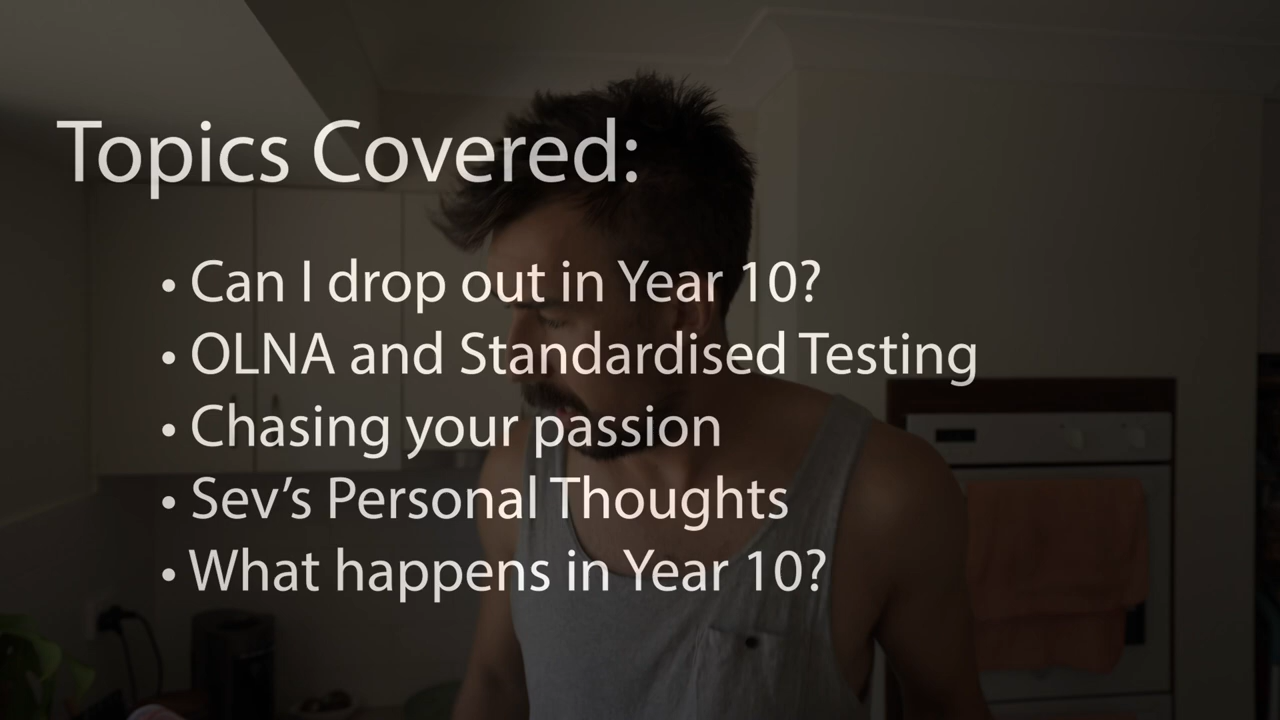 Topics Covered:
• Can I drop out in Year 10?
• OLNA and Standardised Testing
• Chasing your passion
• Sev's Personal Thoughts
• What happens in Year 10?